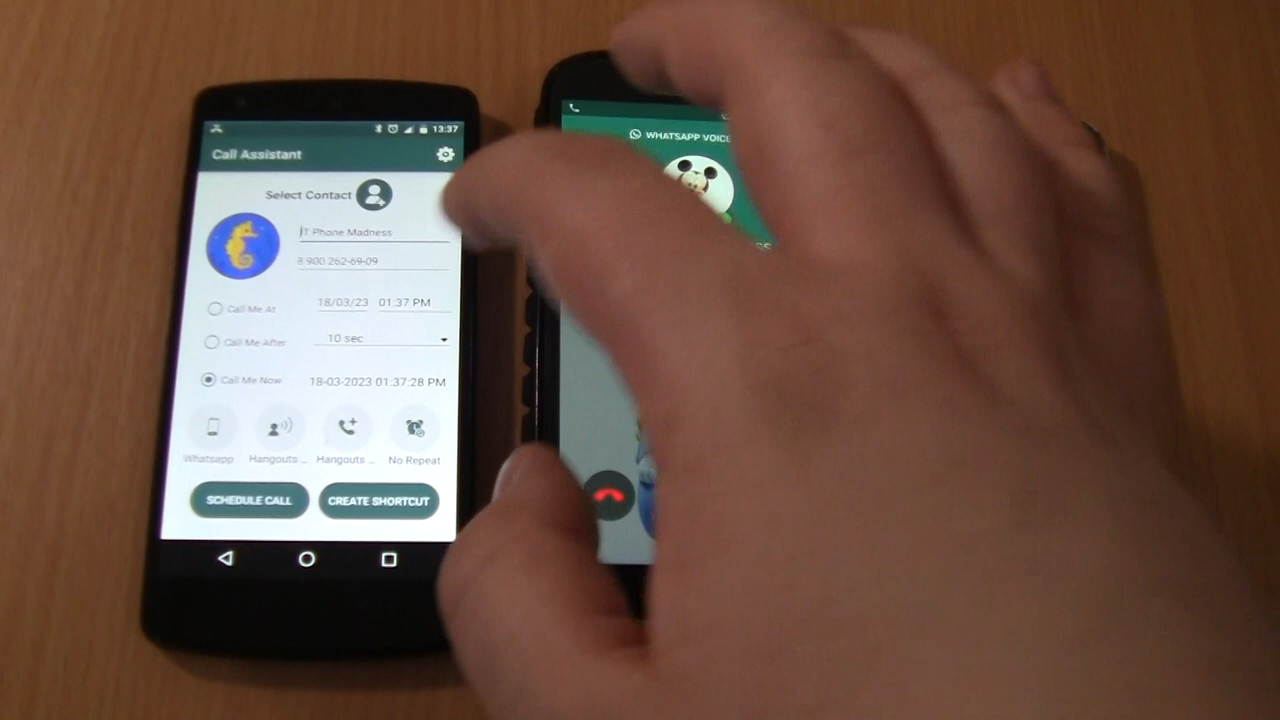 13:37
Call Assistant
Select Contact
IT Phone Madness
8 900 262-69-09
Call Me At 18/03/23 01:37 PM
Call Me After 10 sec
Call Me Now 18-03-2023 01:37:28 PM
Whatsapp Hangouts ... Hangouts ... No Repeat
SCHEDULE CALL CREATE SHORTCUT
WHATSAPP VOICE